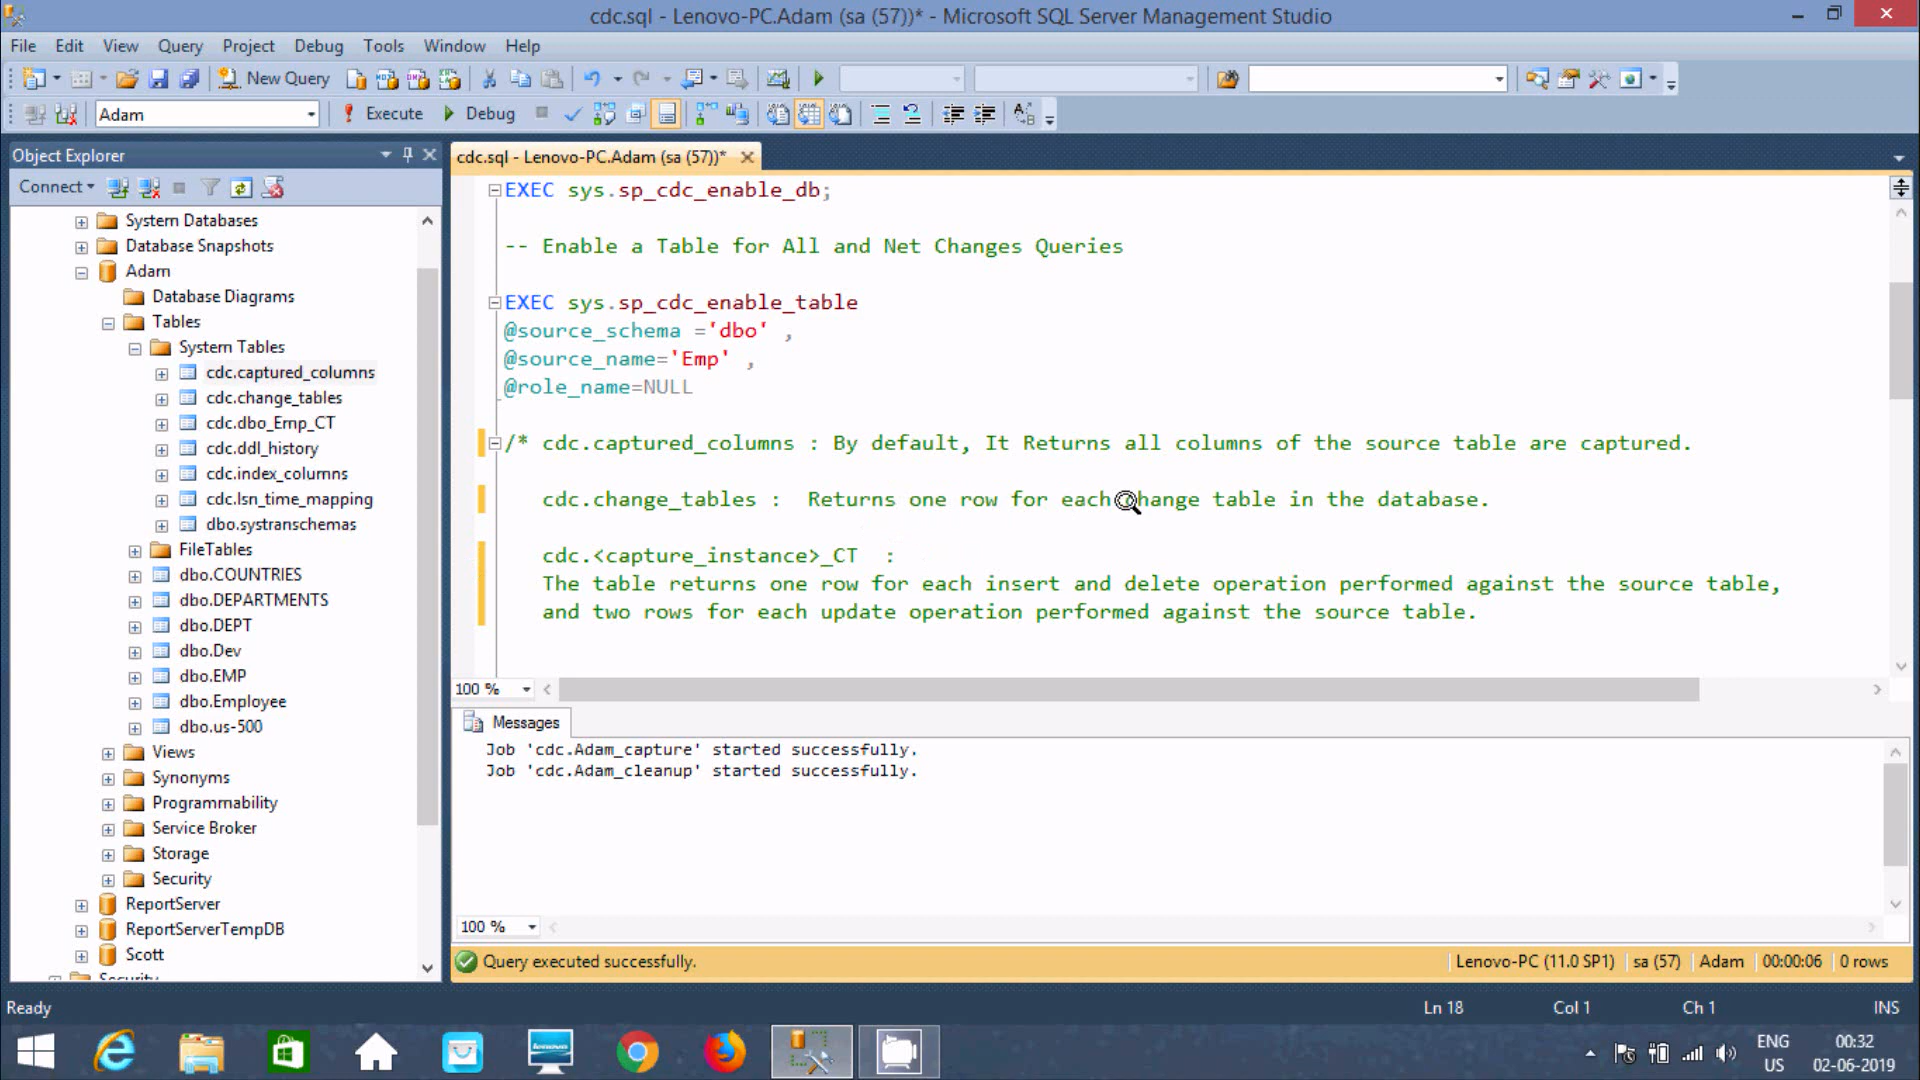 cdc.sql - Lenovo-PC.Adam (sa (57))* - Microsoft SQL Server Management Studio
File Edit View Query Project Debug Tools Window Help
New Query
Adam Execute Debug
Object Explorer
cdc.sql - Lenovo-PC.Adam (sa (57))*
Connect
System Databases
Database Snapshots
Adam
Database Diagrams
Tables
System Tables
cdc.captured_columns
cdc.change_tables
cdc.dbo_Emp_CT
cdc.ddl_history
cdc.index_columns
cdc.lsn_time_mapping
dbo.systranschemas
FileTables
dbo.COUNTRIES
dbo.DEPARTMENTS
dbo.DEPT
dbo.Dev
dbo.EMP
dbo.Employee
dbo.us-500
Views
Synonyms
Programmability
Service Broker
Storage
Security
ReportServer
ReportServerTempDB
Scott
Security
EXEC sys.sp_cdc_enable_db;
-- Enable a Table for All and Net Changes Queries
EXEC sys.sp_cdc_enable_table
@source_schema ='dbo' ,
@source_name='Emp' ,
@role_name=NULL
/* cdc.captured_columns : By default, It Returns all columns of the source table are captured.
cdc.change_tables : Returns one row for each change table in the database.
cdc.<capture_instance>_CT :
The table returns one row for each insert and delete operation performed against the source table,
and two rows for each update operation performed against the source table.
100 %
Messages
Job 'cdc.Adam_capture' started successfully.
Job 'cdc.Adam_cleanup' started successfully.
100 %
Query executed successfully. Lenovo-PC (11.0 SP1) sa (57) Adam 00:00:06 0 rows
Ready Ln 18 Col 1 Ch 1 INS
ENG 00:32
US 02-06-2019